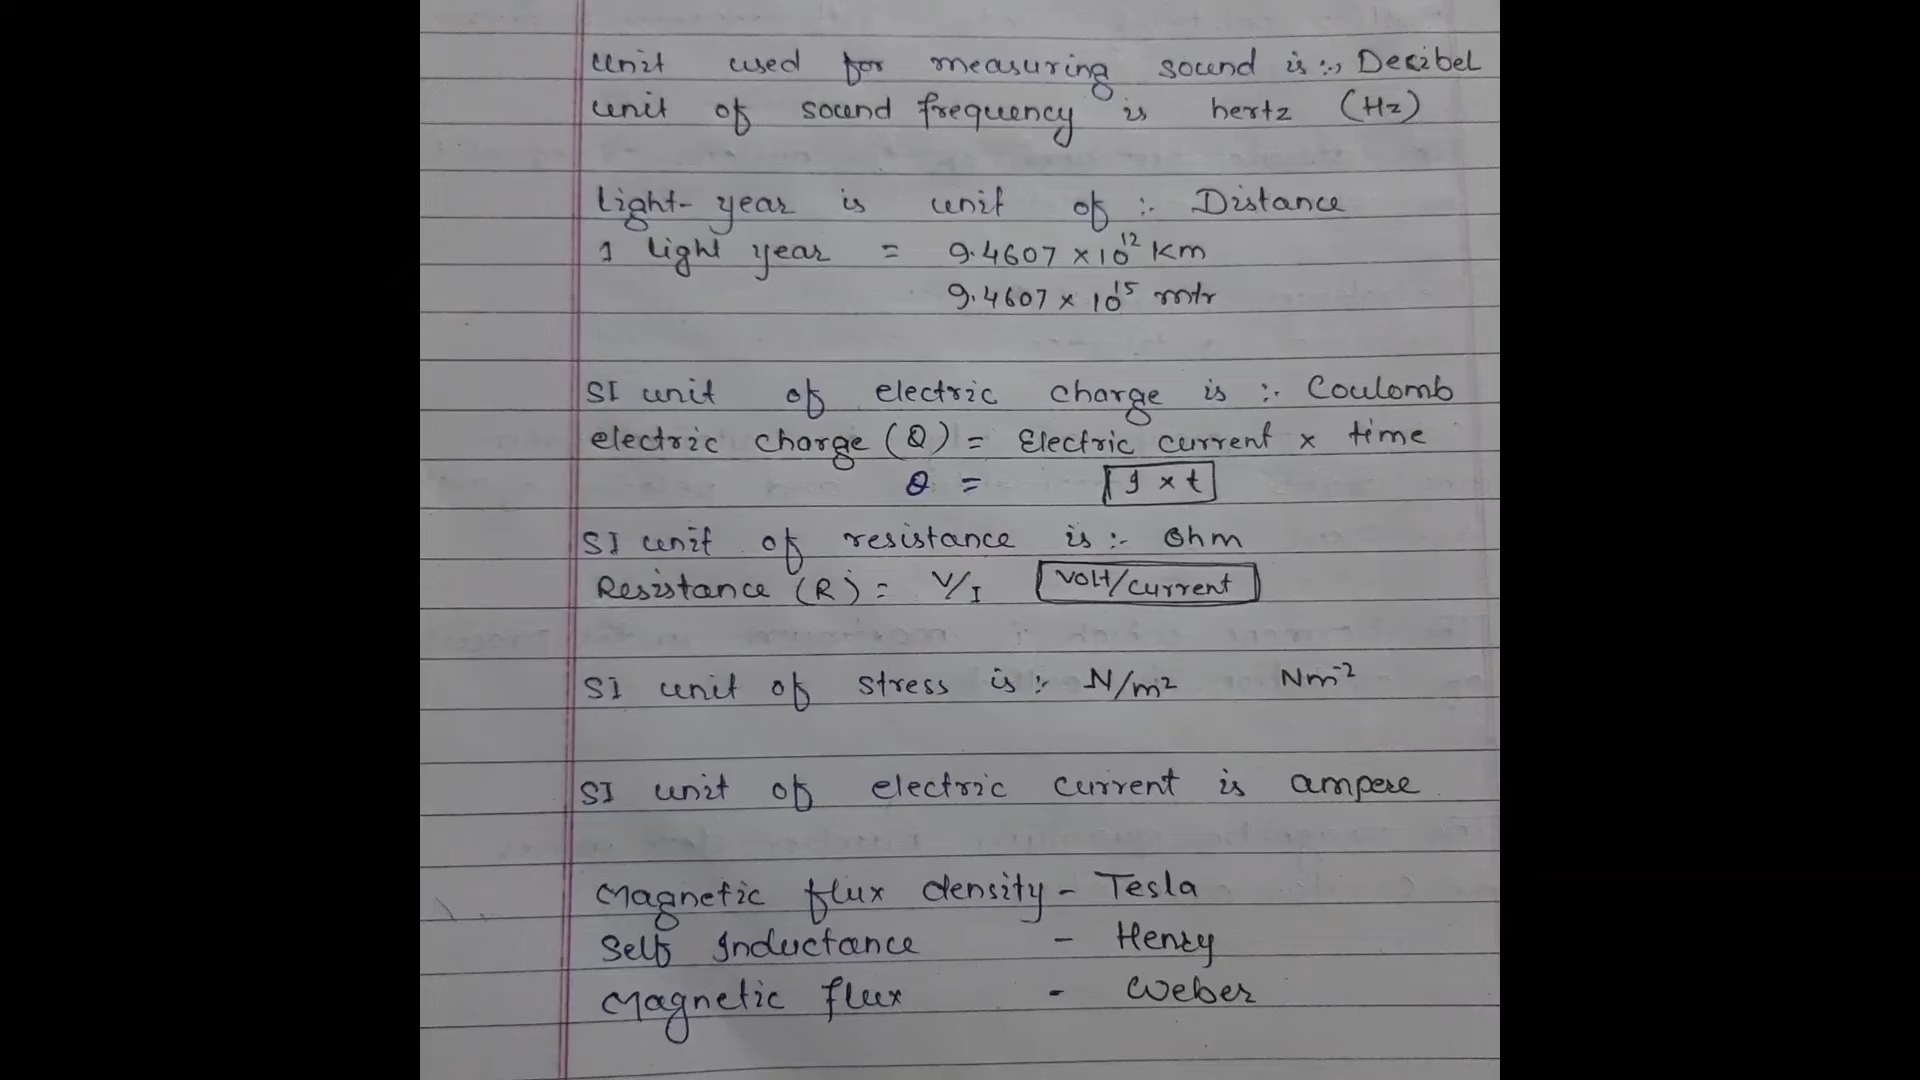 unit used for measuring sound is :- Decibel
unit of sound frequency is hertz (Hz)
Light-year is unit of :- Distance
1 light year = 9.4607 × 10¹² Km
9.4607 × 10¹⁵ mtr
SI unit of electric charge is :- Coulomb
electric charge (Q) = Electric current × time
Q = I × t
SI unit of resistance is :- Ohm
Resistance (R) = V/I volt/current
SI unit of stress is :- N/m² Nm⁻²
SI unit of electric current is ampere
Magnetic flux density - Tesla
Self Inductance - Henry
Magnetic flux - Weber